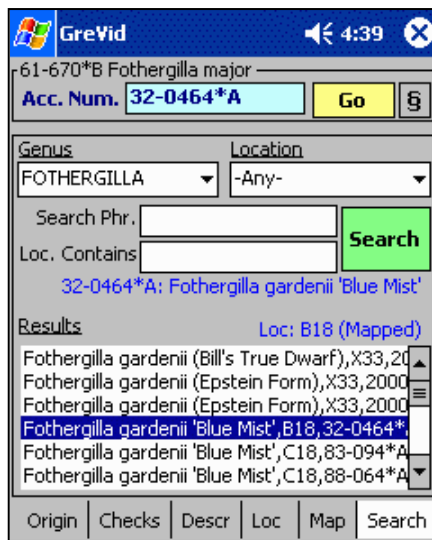 GreVid 4:39
61-670*B Fothergilla major
Acc. Num. 32-0464*A Go §
Genus Location
FOTHERGILLA -Any-
Search Phr.
Loc. Contains
Search
32-0464*A: Fothergilla gardenii 'Blue Mist'
Results Loc: B18 (Mapped)
Fothergilla gardenii (Bill's True Dwarf),X33,20
Fothergilla gardenii (Epstein Form),X33,2000
Fothergilla gardenii (Epstein Form),X33,2000
Fothergilla gardenii 'Blue Mist',B18,32-0464*
Fothergilla gardenii 'Blue Mist',C18,83-094*A
Fothergilla gardenii 'Blue Mist',C18,88-064*A
Origin Checks Descr Loc Map Search